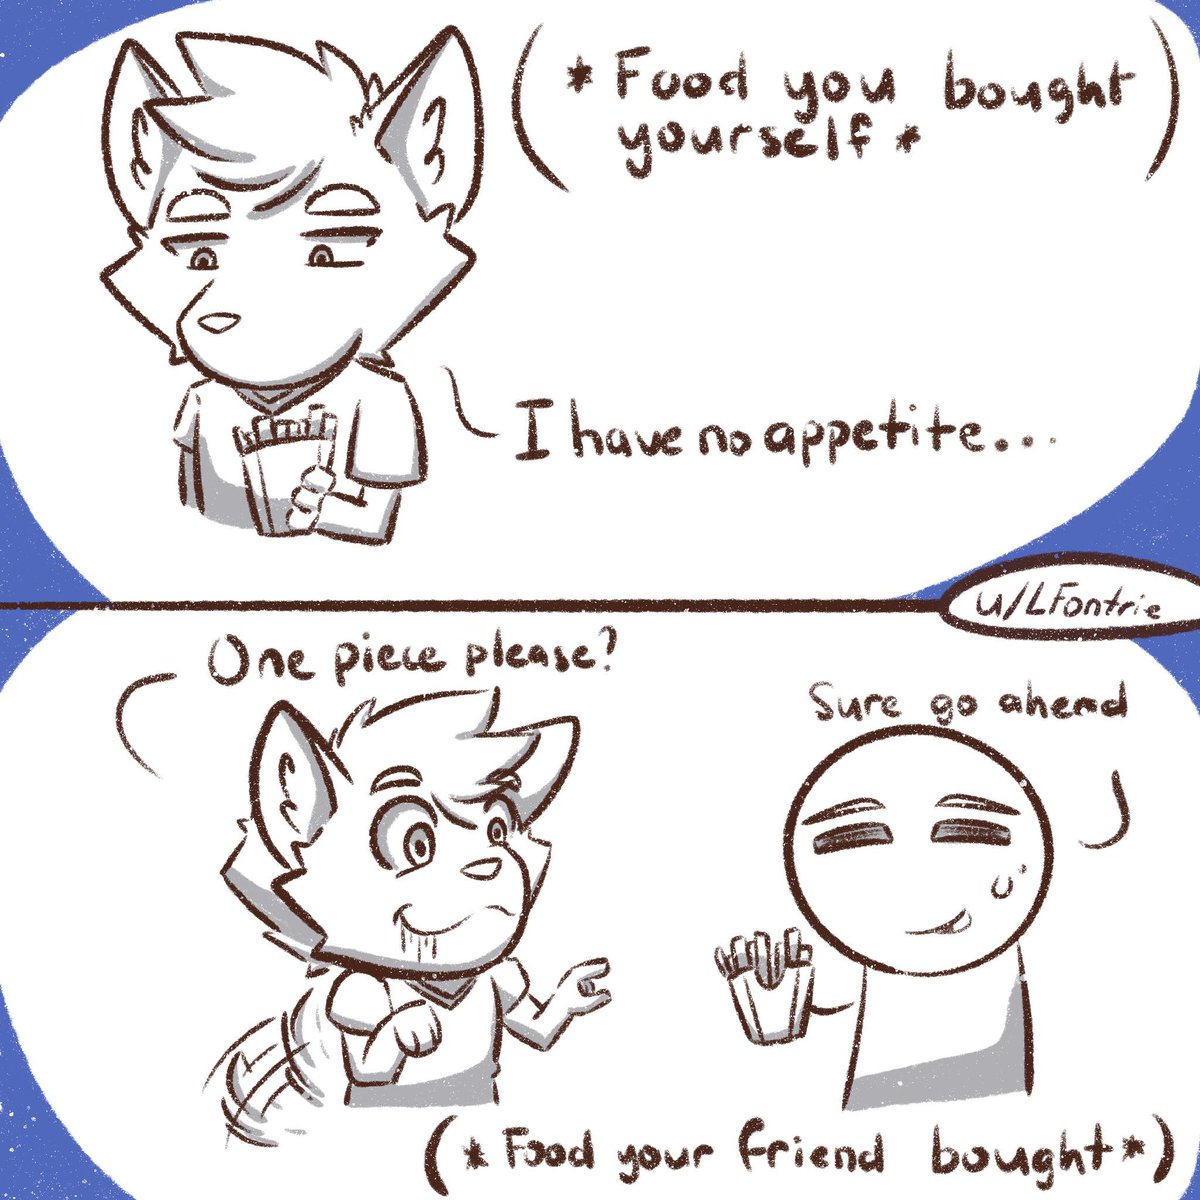 (*Food you bought
yourself*)
I have no appetite...
u/LFontrie
One piece please?
Sure go ahead
(*Food your friend bought*)